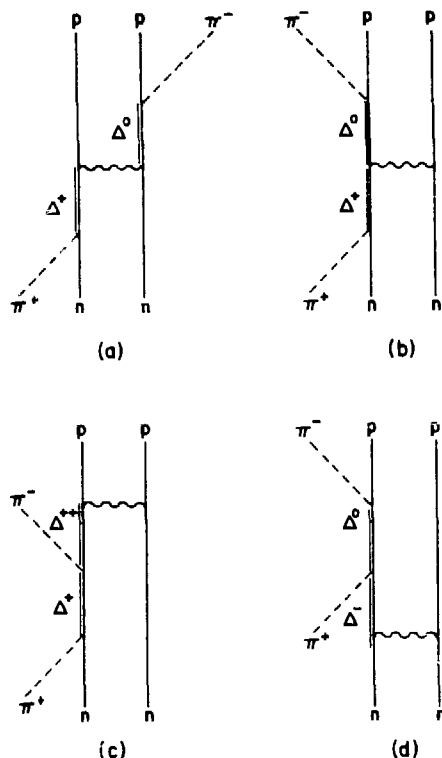 p p π⁻
Δ⁰
Δ⁺
π⁺ n n
(a)
π⁻ p p
Δ⁰
Δ⁺
π⁺ n n
(b)
p p
π⁻
Δ⁺⁺
Δ⁺
π⁺ n n
(c)
π⁻ p p
Δ⁰
Δ⁻
π⁺
n n
(d)